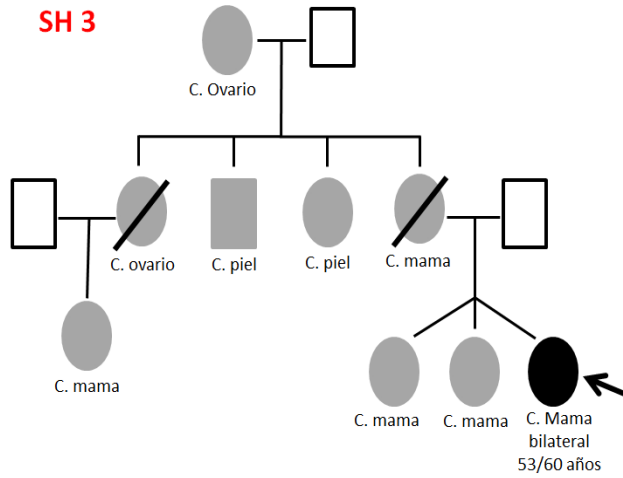 SH 3
C. Ovario
C. ovario
C. piel
C. piel
C. mama
C. mama
C. mama
C. mama
C. Mama
bilateral
53/60 años